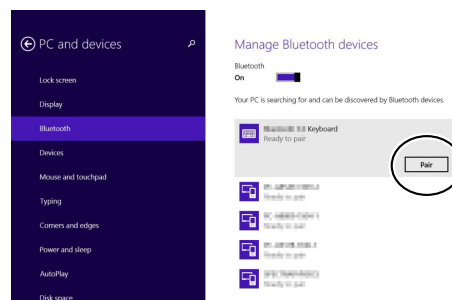 PC and devices
Lock screen
Display
Bluetooth
Devices
Mouse and touchpad
Typing
Corners and edges
Power and sleep
AutoPlay
Disk space
Manage Bluetooth devices
Bluetooth
On
Your PC is searching for and can be discovered by Bluetooth devices.
Keyboard
Ready to pair
Pair